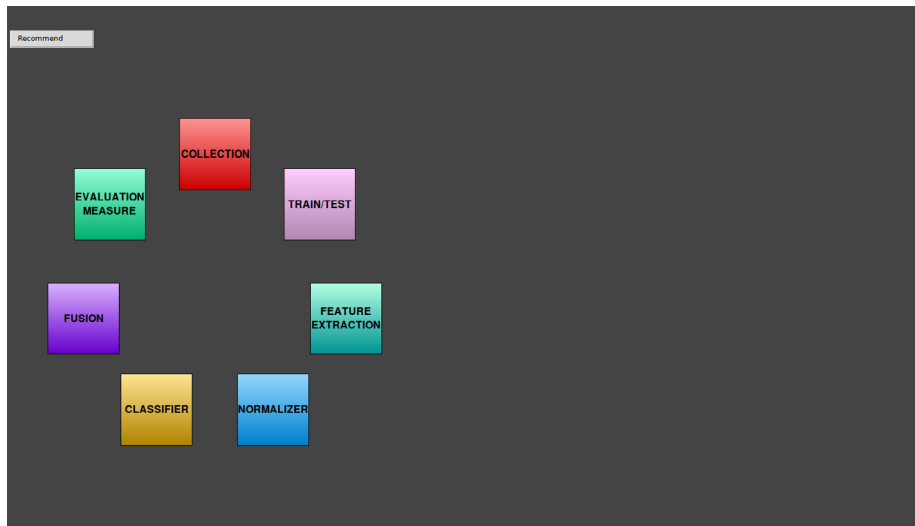 Recommend
COLLECTION
EVALUATION
MEASURE
TRAIN/TEST
FUSION
FEATURE
EXTRACTION
CLASSIFIER
NORMALIZER